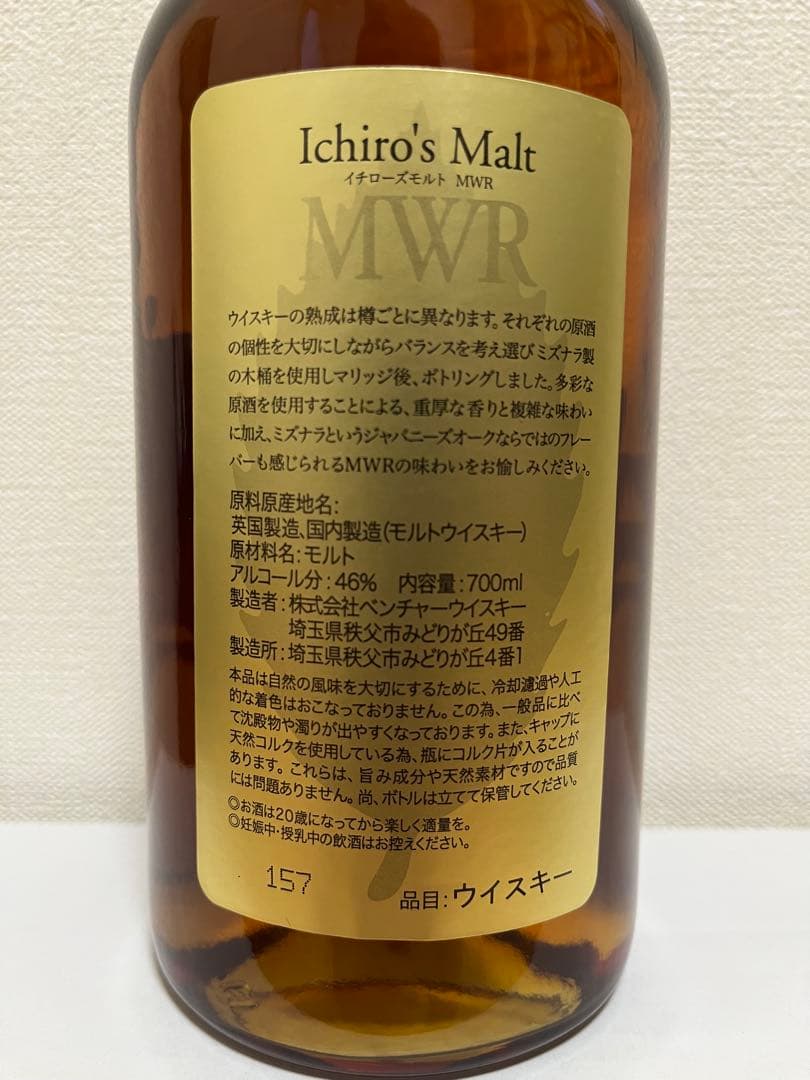 Ichiro's Malt
イチローズモルト MWR
MWR
ウイスキーの熟成は樽ごとに異なります。それぞれの原酒
の個性を大切にしながらバランスを考え選びミズナラ製
の木桶を使用しマリッジ後、ボトリングしました。多彩な
原酒を使用することによる、重厚な香りと複雑な味わい
に加え、ミズナラというジャパニーズオークならではのフレー
バーも感じられるMWRの味わいをお愉しみください。
原料原産地名:
英国製造、国内製造(モルトウイスキー)
原材料名:モルト
アルコール分:46% 内容量:700ml
製造者:株式会社ベンチャーウイスキー
埼玉県秩父市みどりが丘49番
製造所:埼玉県秩父市みどりが丘4番1
本品は自然の風味を大切にするために、冷却濾過や人工
的な着色はおこなっておりません。この為、一般品に比べ
て沈殿物や濁りが出やすくなっております。また、キャップに
天然コルクを使用している為、瓶にコルク片が入ることが
あります。これらは、旨み成分や天然素材ですので品質
には問題ありません。尚、ボトルは立てて保管してください。
◎お酒は20歳になってから楽しく適量を。
◎妊娠中・授乳中の飲酒はお控えください。
157
品目:ウイスキー